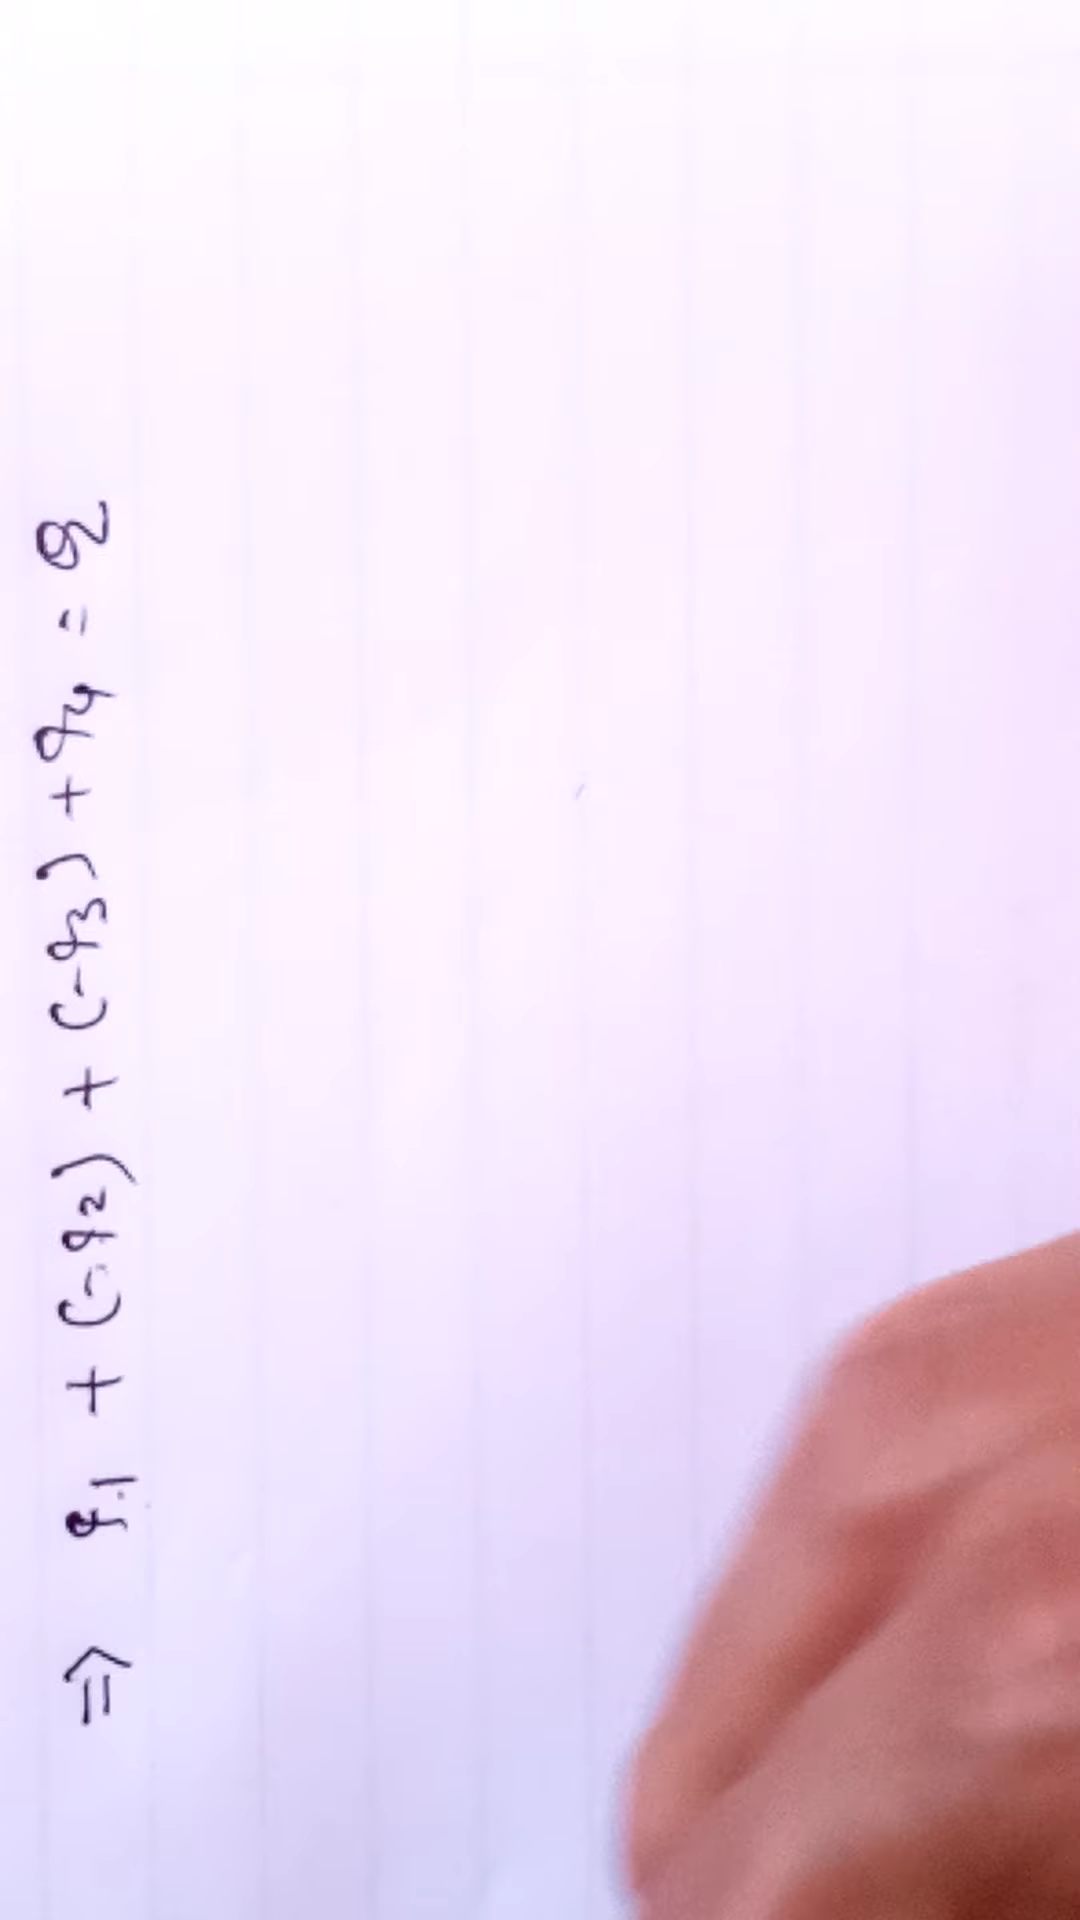 ⇒ q1 + (-q2) + (-q3) + q4 = Q